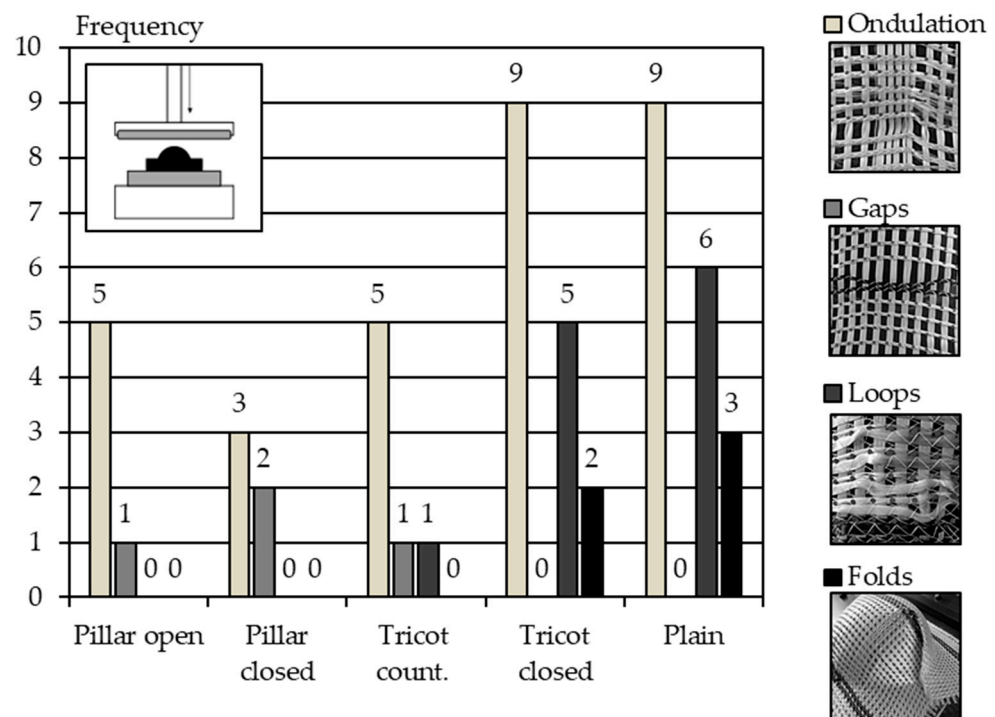 Frequency
10
9
8
7
6
5
4
3
2
1
0
5
1
0 0
3
2
0 0
5
1 1
0
9
0
5
2
9
0
6
3
Pillar open
Pillar
closed
Tricot
count.
Tricot
closed
Plain
Ondulation
Gaps
Loops
Folds